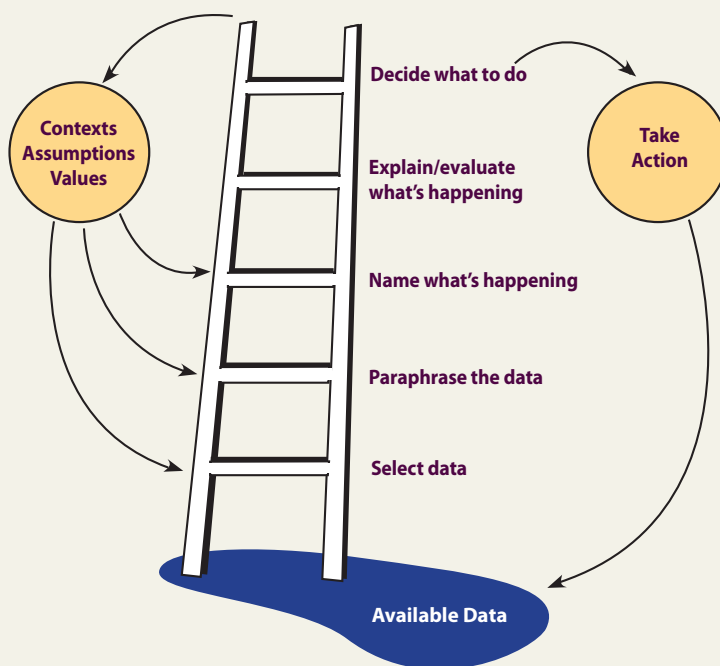 Decide what to do
Contexts
Assumptions
Values
Take
Action
Explain/evaluate
what's happening
Name what's happening
Paraphrase the data
Select data
Available Data